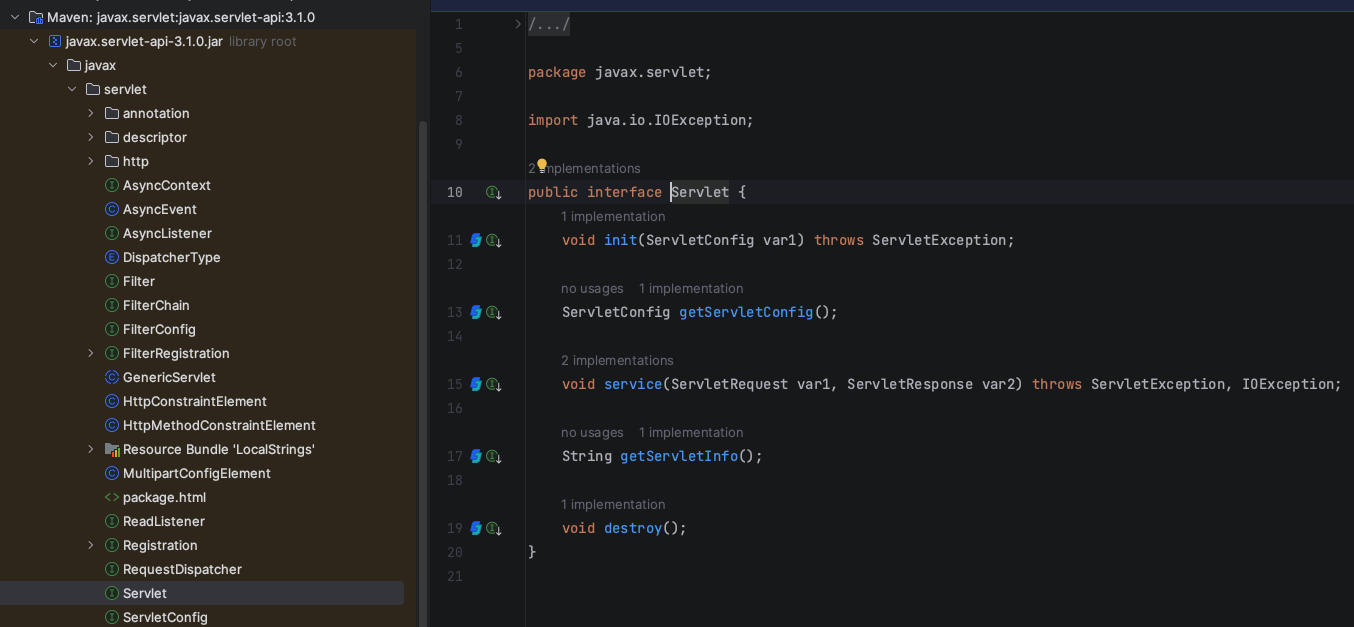 Maven: javax.servlet:javax.servlet-api:3.1.0
javax.servlet-api-3.1.0.jar library root
javax
servlet
annotation
descriptor
http
AsyncContext
AsyncEvent
AsyncListener
DispatcherType
Filter
FilterChain
FilterConfig
FilterRegistration
GenericServlet
HttpConstraintElement
HttpMethodConstraintElement
Resource Bundle 'LocalStrings'
MultipartConfigElement
package.html
ReadListener
Registration
RequestDispatcher
Servlet
ServletConfig
1 /.../
5
6 package javax.servlet;
7
8 import java.io.IOException;
9
2 implementations
10 public interface Servlet {
1 implementation
11 void init(ServletConfig var1) throws ServletException;
12
no usages 1 implementation
13 ServletConfig getServletConfig();
14
2 implementations
15 void service(ServletRequest var1, ServletResponse var2) throws ServletException, IOException;
16
no usages 1 implementation
17 String getServletInfo();
18
1 implementation
19 void destroy();
20 }
21